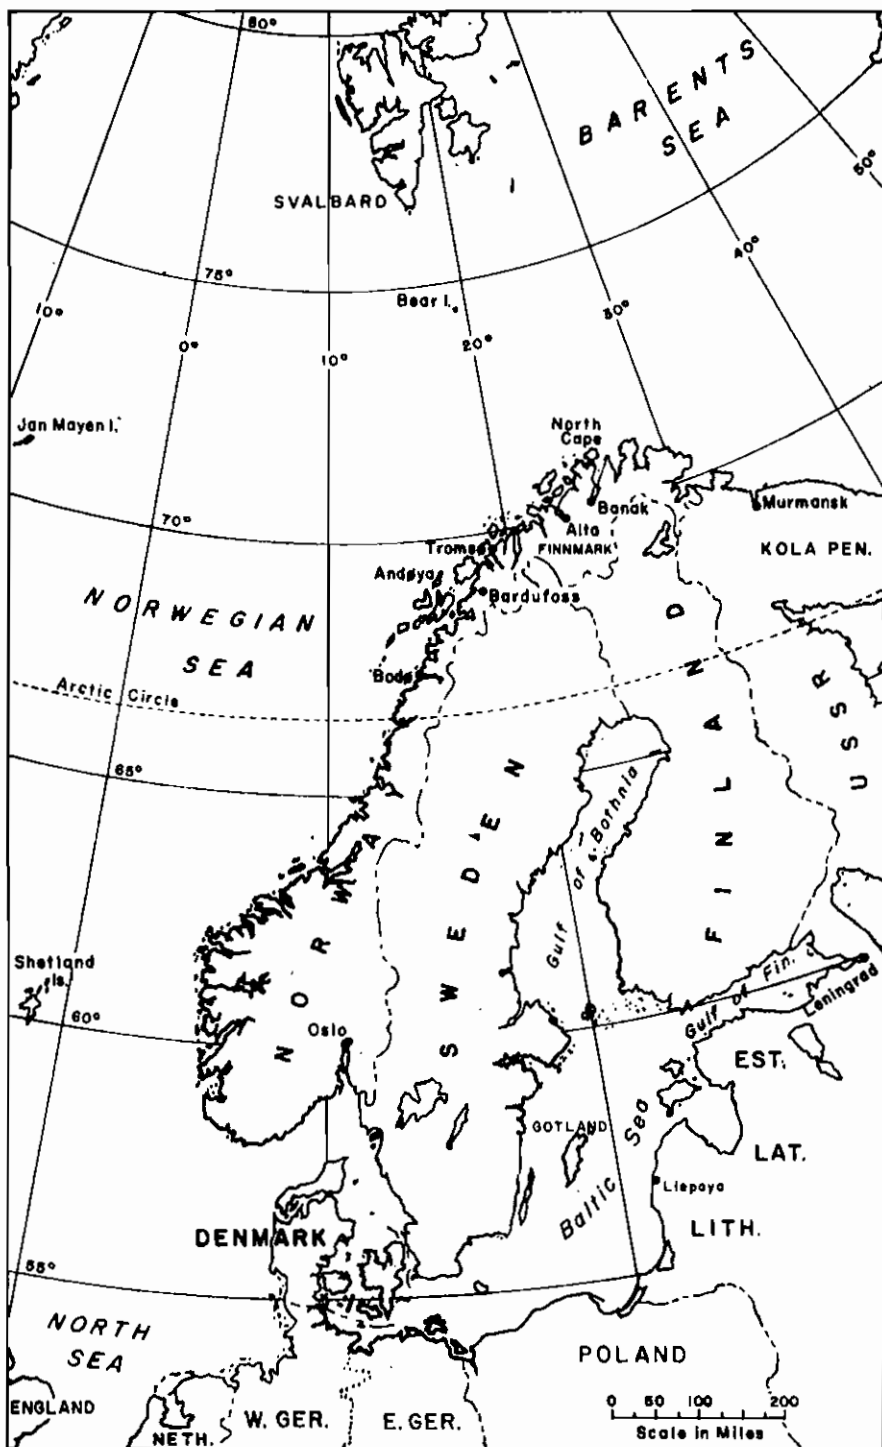 80°
BARENTS
SEA
50°
SVALBARD
40°
75°
Bear I.
10°
0°
10°
20°
30°
Jan Mayen I.
North
Cape
70°
Banak
Murmansk
Alta
Tromsø
FINNMARK
KOLA PEN.
Andøya
Bardufoss
NORWEGIAN
SEA
Bodø
Arctic Circle
65°
NORWAY
SWEDEN
FINLAND
USSR
Gulf of Bothnia
Shetland
Is.
60°
Oslo
Gulf of Fin.
Leningrad
EST.
GOTLAND
Baltic Sea
LAT.
Liepaya
LITH.
DENMARK
55°
NORTH
SEA
POLAND
ENGLAND
NETH.
W. GER.
E. GER.
0 50 100 200
Scale in Miles